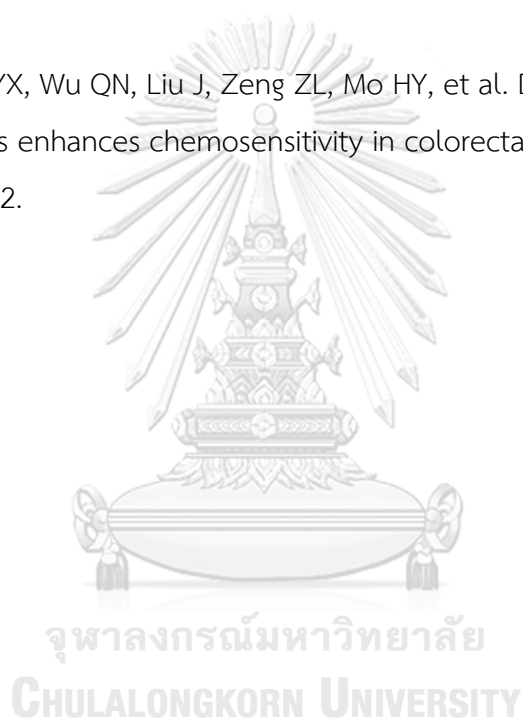 YX, Wu QN, Liu J, Zeng ZL, Mo HY, et al. D
s enhances chemosensitivity in colorecta
2.
จุฬาลงกรณ์มหาวิทยาลัย
CHULALONGKORN UNIVERSITY